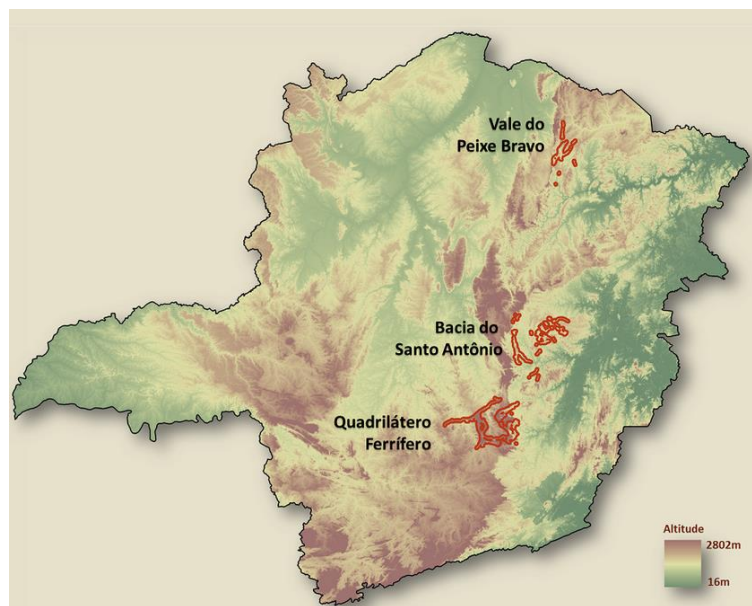 Vale do
Peixe Bravo
Bacia do
Santo Antônio
Quadrilátero
Ferrífero
Altitude
2802m
16m